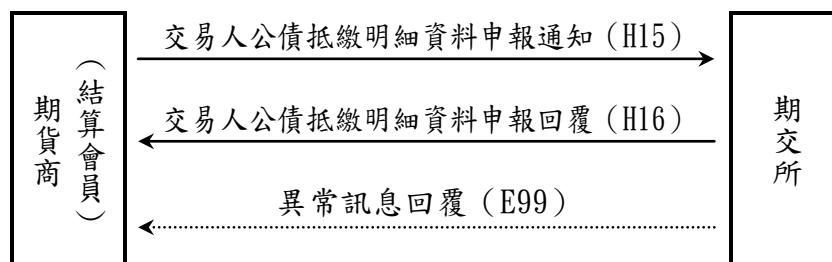 期貨商
（結算會員）
交易人公債抵繳明細資料申報通知（H15）
交易人公債抵繳明細資料申報回覆（H16）
異常訊息回覆（E99）
期交所